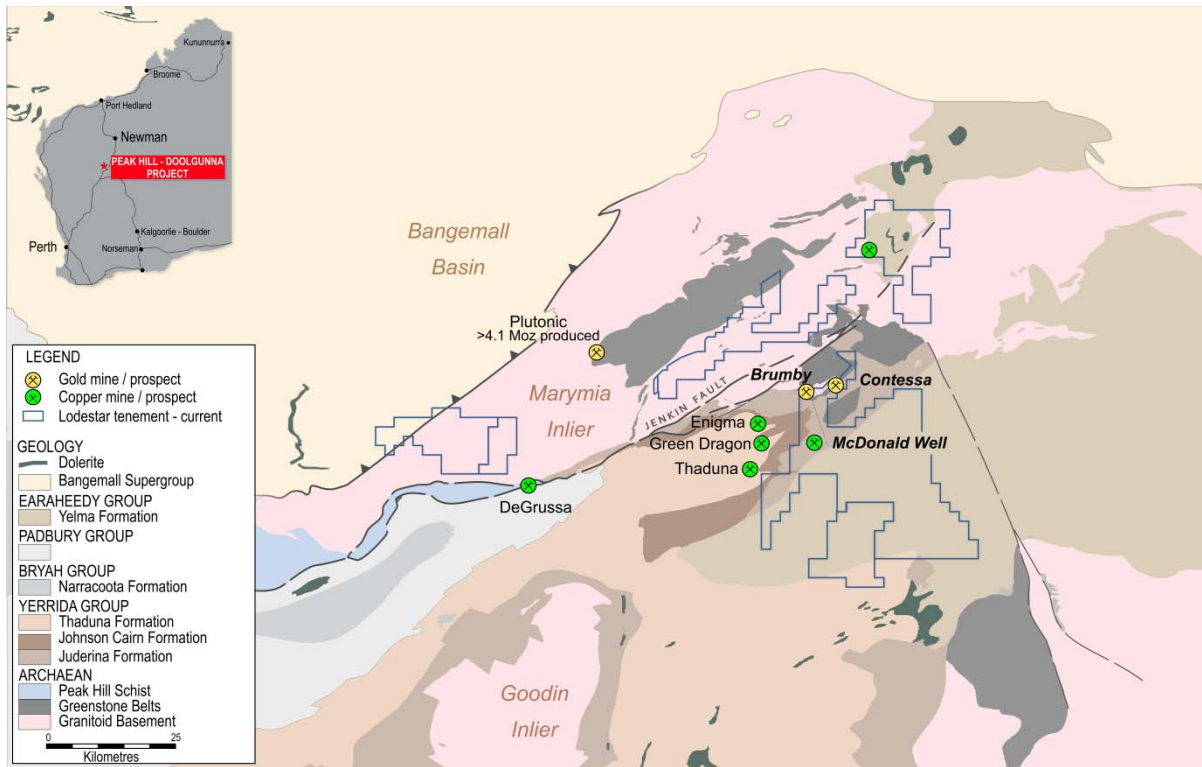 Kununnurra
Broome
Port Hedland
Newman
PEAK HILL - DOOLGUNNA
PROJECT
Perth
Kalgoorlie - Boulder
Norseman
Bangemall
Basin
Plutonic
>4.1 Moz produced
Marymia
Inlier
JENKIN FAULT
Brumby
Contessa
Enigma
Green Dragon
McDonald Well
Thaduna
DeGrussa
Goodin
Inlier
LEGEND
Gold mine / prospect
Copper mine / prospect
Lodestar tenement - current
GEOLOGY
Dolerite
Bangemall Supergroup
EARAHEEDY GROUP
Yelma Formation
PADBURY GROUP
BRYAH GROUP
Narracoota Formation
YERRIDA GROUP
Thaduna Formation
Johnson Cairn Formation
Juderina Formation
ARCHAEAN
Peak Hill Schist
Greenstone Belts
Granitoid Basement
0 25
Kilometres